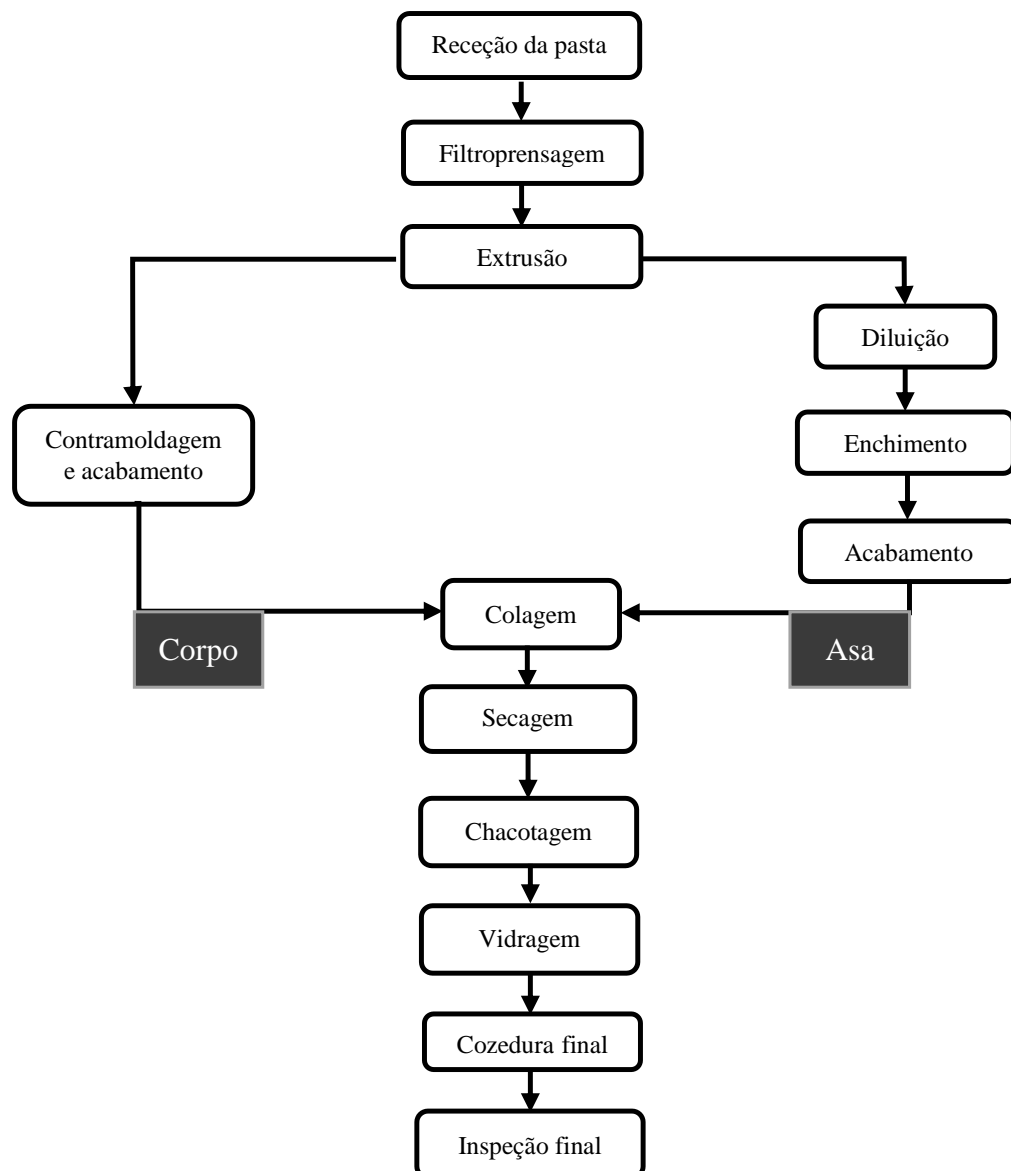 Receção da pasta
Filtroprensagem
Extrusão
Diluição
Contramoldagem
e acabamento
Enchimento
Acabamento
Colagem
Corpo
Asa
Secagem
Chacotagem
Vidragem
Cozedura final
Inspeção final